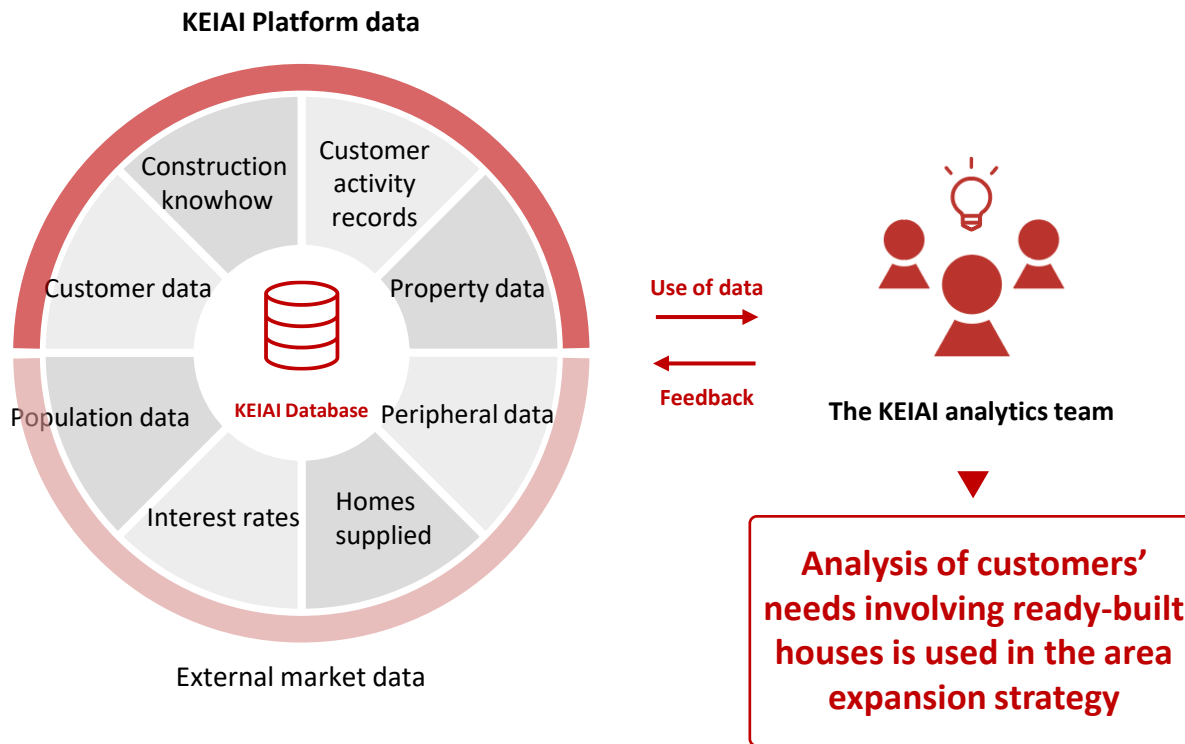 KEIAI Platform data
Construction
knowhow
Customer
activity
records
Customer data
Property data
KEIAI Database
Population data
Peripheral data
Interest rates
Homes
supplied
External market data
Use of data
Feedback
The KEIAI analytics team
Analysis of customers’
needs involving ready-built
houses is used in the area
expansion strategy